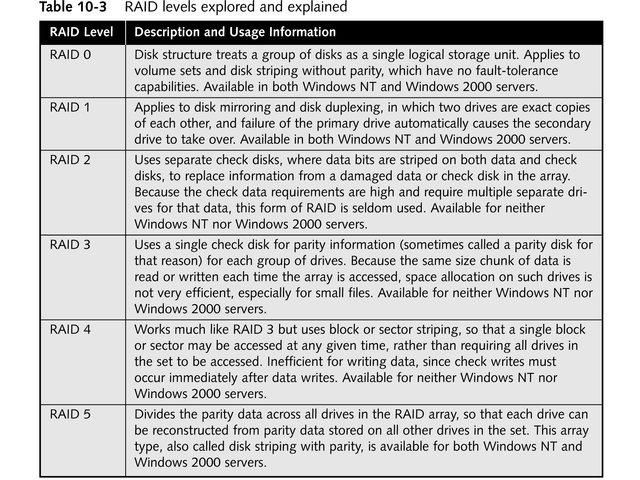 Table 10-3 RAID levels explored and explained
RAID Level Description and Usage Information
RAID 0 Disk structure treats a group of disks as a single logical storage unit. Applies to
volume sets and disk striping without parity, which have no fault-tolerance
capabilities. Available in both Windows NT and Windows 2000 servers.
RAID 1 Applies to disk mirroring and disk duplexing, in which two drives are exact copies
of each other, and failure of the primary drive automatically causes the secondary
drive to take over. Available in both Windows NT and Windows 2000 servers.
RAID 2 Uses separate check disks, where data bits are striped on both data and check
disks, to replace information from a damaged data or check disk in the array.
Because the check data requirements are high and require multiple separate dri-
ves for that data, this form of RAID is seldom used. Available for neither
Windows NT nor Windows 2000 servers.
RAID 3 Uses a single check disk for parity information (sometimes called a parity disk for
that reason) for each group of drives. Because the same size chunk of data is
read or written each time the array is accessed, space allocation on such drives is
not very efficient, especially for small files. Available for neither Windows NT nor
Windows 2000 servers.
RAID 4 Works much like RAID 3 but uses block or sector striping, so that a single block
or sector may be accessed at any given time, rather than requiring all drives in
the set to be accessed. Inefficient for writing data, since check writes must
occur immediately after data writes. Available for neither Windows NT nor
Windows 2000 servers.
RAID 5 Divides the parity data across all drives in the RAID array, so that each drive can
be reconstructed from parity data stored on all other drives in the set. This array
type, also called disk striping with parity, is available for both Windows NT and
Windows 2000 servers.